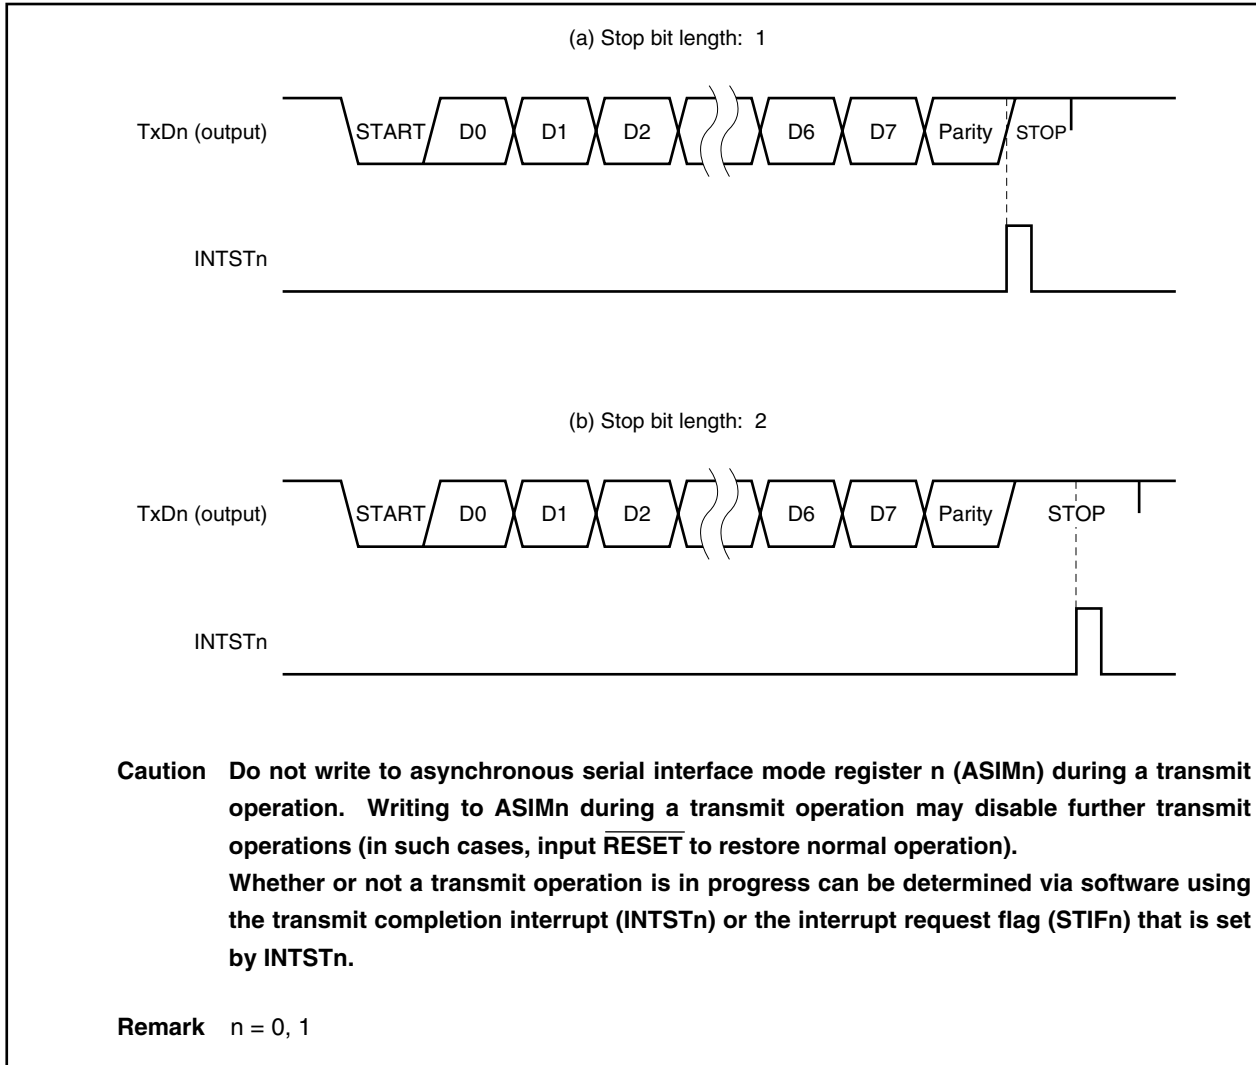 (a) Stop bit length: 1
TxDn (output) START D0 D1 D2 D6 D7 Parity STOP
INTSTn
(b) Stop bit length: 2
TxDn (output) START D0 D1 D2 D6 D7 Parity STOP
INTSTn
Caution Do not write to asynchronous serial interface mode register n (ASIMn) during a transmit
operation. Writing to ASIMn during a transmit operation may disable further transmit
operations (in such cases, input RESET to restore normal operation).
Whether or not a transmit operation is in progress can be determined via software using
the transmit completion interrupt (INTSTn) or the interrupt request flag (STIFn) that is set
by INTSTn.
Remark n = 0, 1